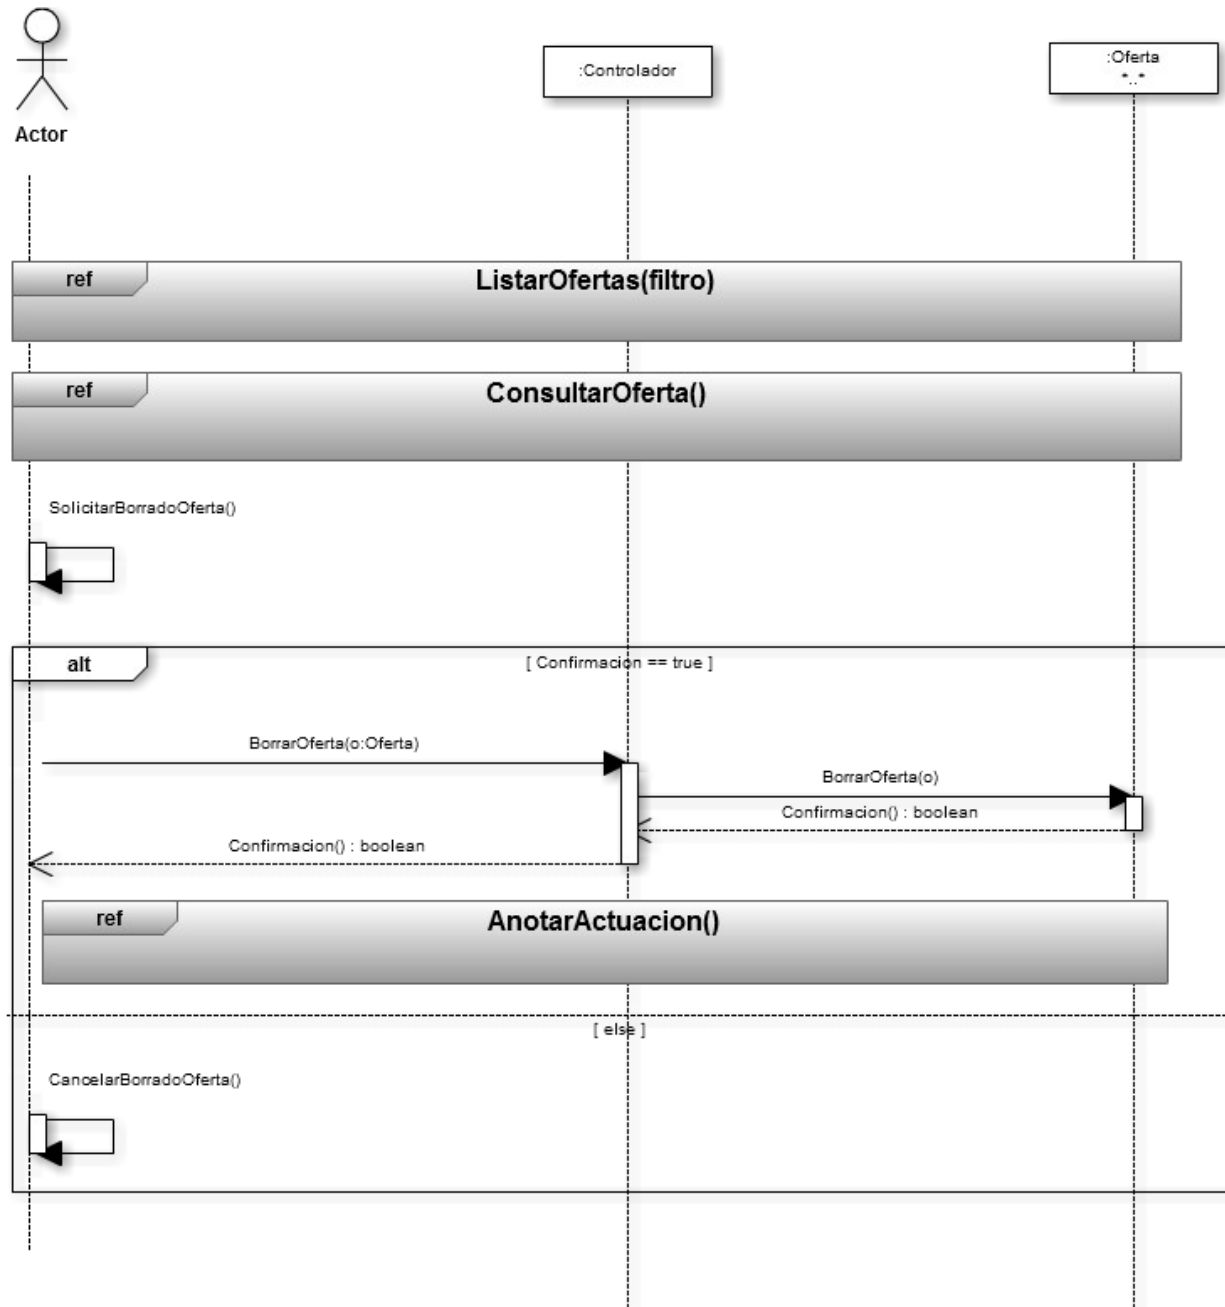 Actor
:Controlador
:Oferta
*..*
ref
ListarOfertas(filtro)
ref
ConsultarOferta()
SolicitarBorradoOferta()
alt
[ Confirmacion == true ]
BorrarOferta(o:Oferta)
BorrarOferta(o)
Confirmacion() : boolean
Confirmacion() : boolean
ref
AnotarActuacion()
[ else ]
CancelarBorradoOferta()